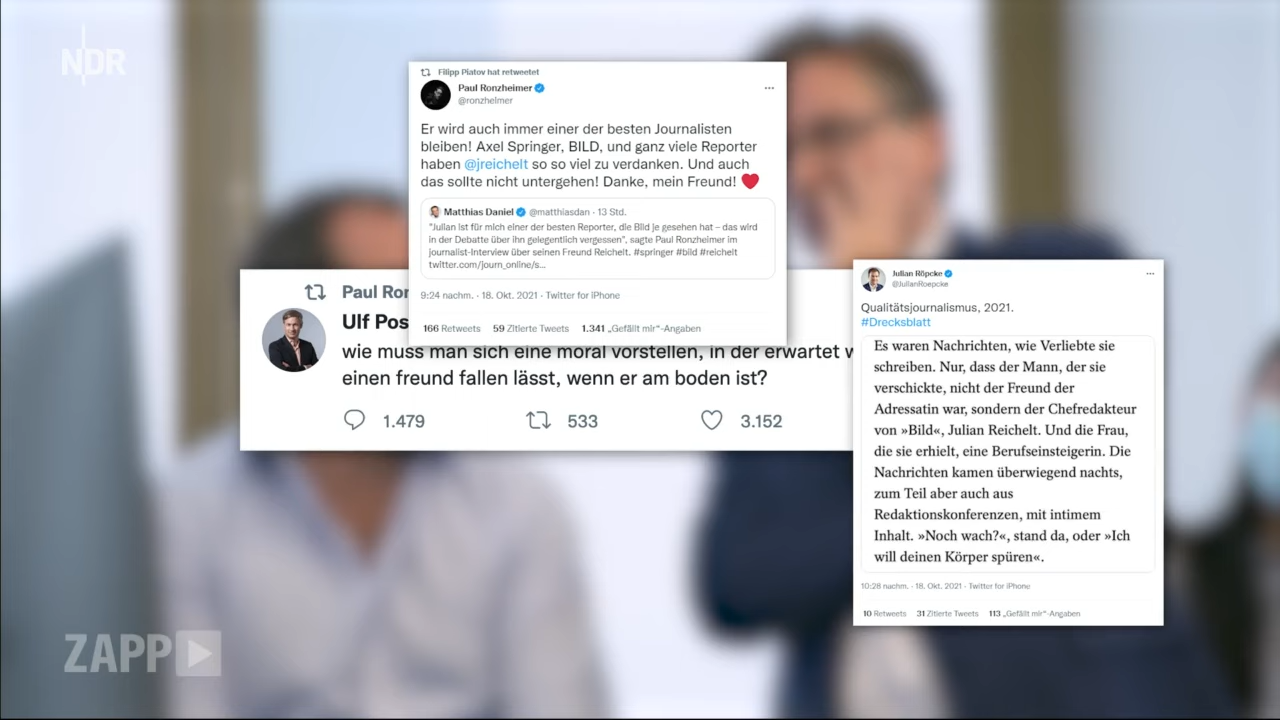 NDR
Filipp Piatov hat retweetet
Paul Ronzheimer
@ronzheimer
Er wird auch immer einer der besten Journalisten
bleiben! Axel Springer, BILD, und ganz viele Reporter
haben @jreichelt so so viel zu verdanken. Und auch
das sollte nicht untergehen! Danke, mein Freund! ❤️
Matthias Daniel @matthiasdan · 13 Std.
"Julian ist für mich einer der besten Reporter, die Bild je gesehen hat – das wird
in der Debatte über ihn gelegentlich vergessen", sagte Paul Ronzheimer im
journalist-Interview über seinen Freund Reichelt. #springer #bild #reichelt
twitter.com/journ_online/s...
9:24 nachm. · 18. Okt. 2021 · Twitter for iPhone
166 Retweets 59 Zitierte Tweets 1.341 „Gefällt mir“-Angaben
Paul
Ulf
wie muss man sich eine moral vorstellen, in der erwartet
einen freund fallen lässt, wenn er am boden ist?
1.479 533 3.152
Julian Röpcke
@JulianRoepcke
Qualitätsjournalismus, 2021.
#Drecksblatt
Es waren Nachrichten, wie Verliebte sie
schreiben. Nur, dass der Mann, der sie
verschickte, nicht der Freund der
Adressatin war, sondern der Chefredakteur
von »Bild«, Julian Reichelt. Und die Frau,
die sie erhielt, eine Berufseinsteigerin. Die
Nachrichten kamen überwiegend nachts,
zum Teil aber auch aus
Redaktionskonferenzen, mit intimem
Inhalt. »Noch wach?«, stand da, oder »Ich
will deinen Körper spüren«.
10:28 nachm. · 18. Okt. 2021 · Twitter for iPhone
10 Retweets 31 Zitierte Tweets 113 „Gefällt mir“-Angaben
ZAPP